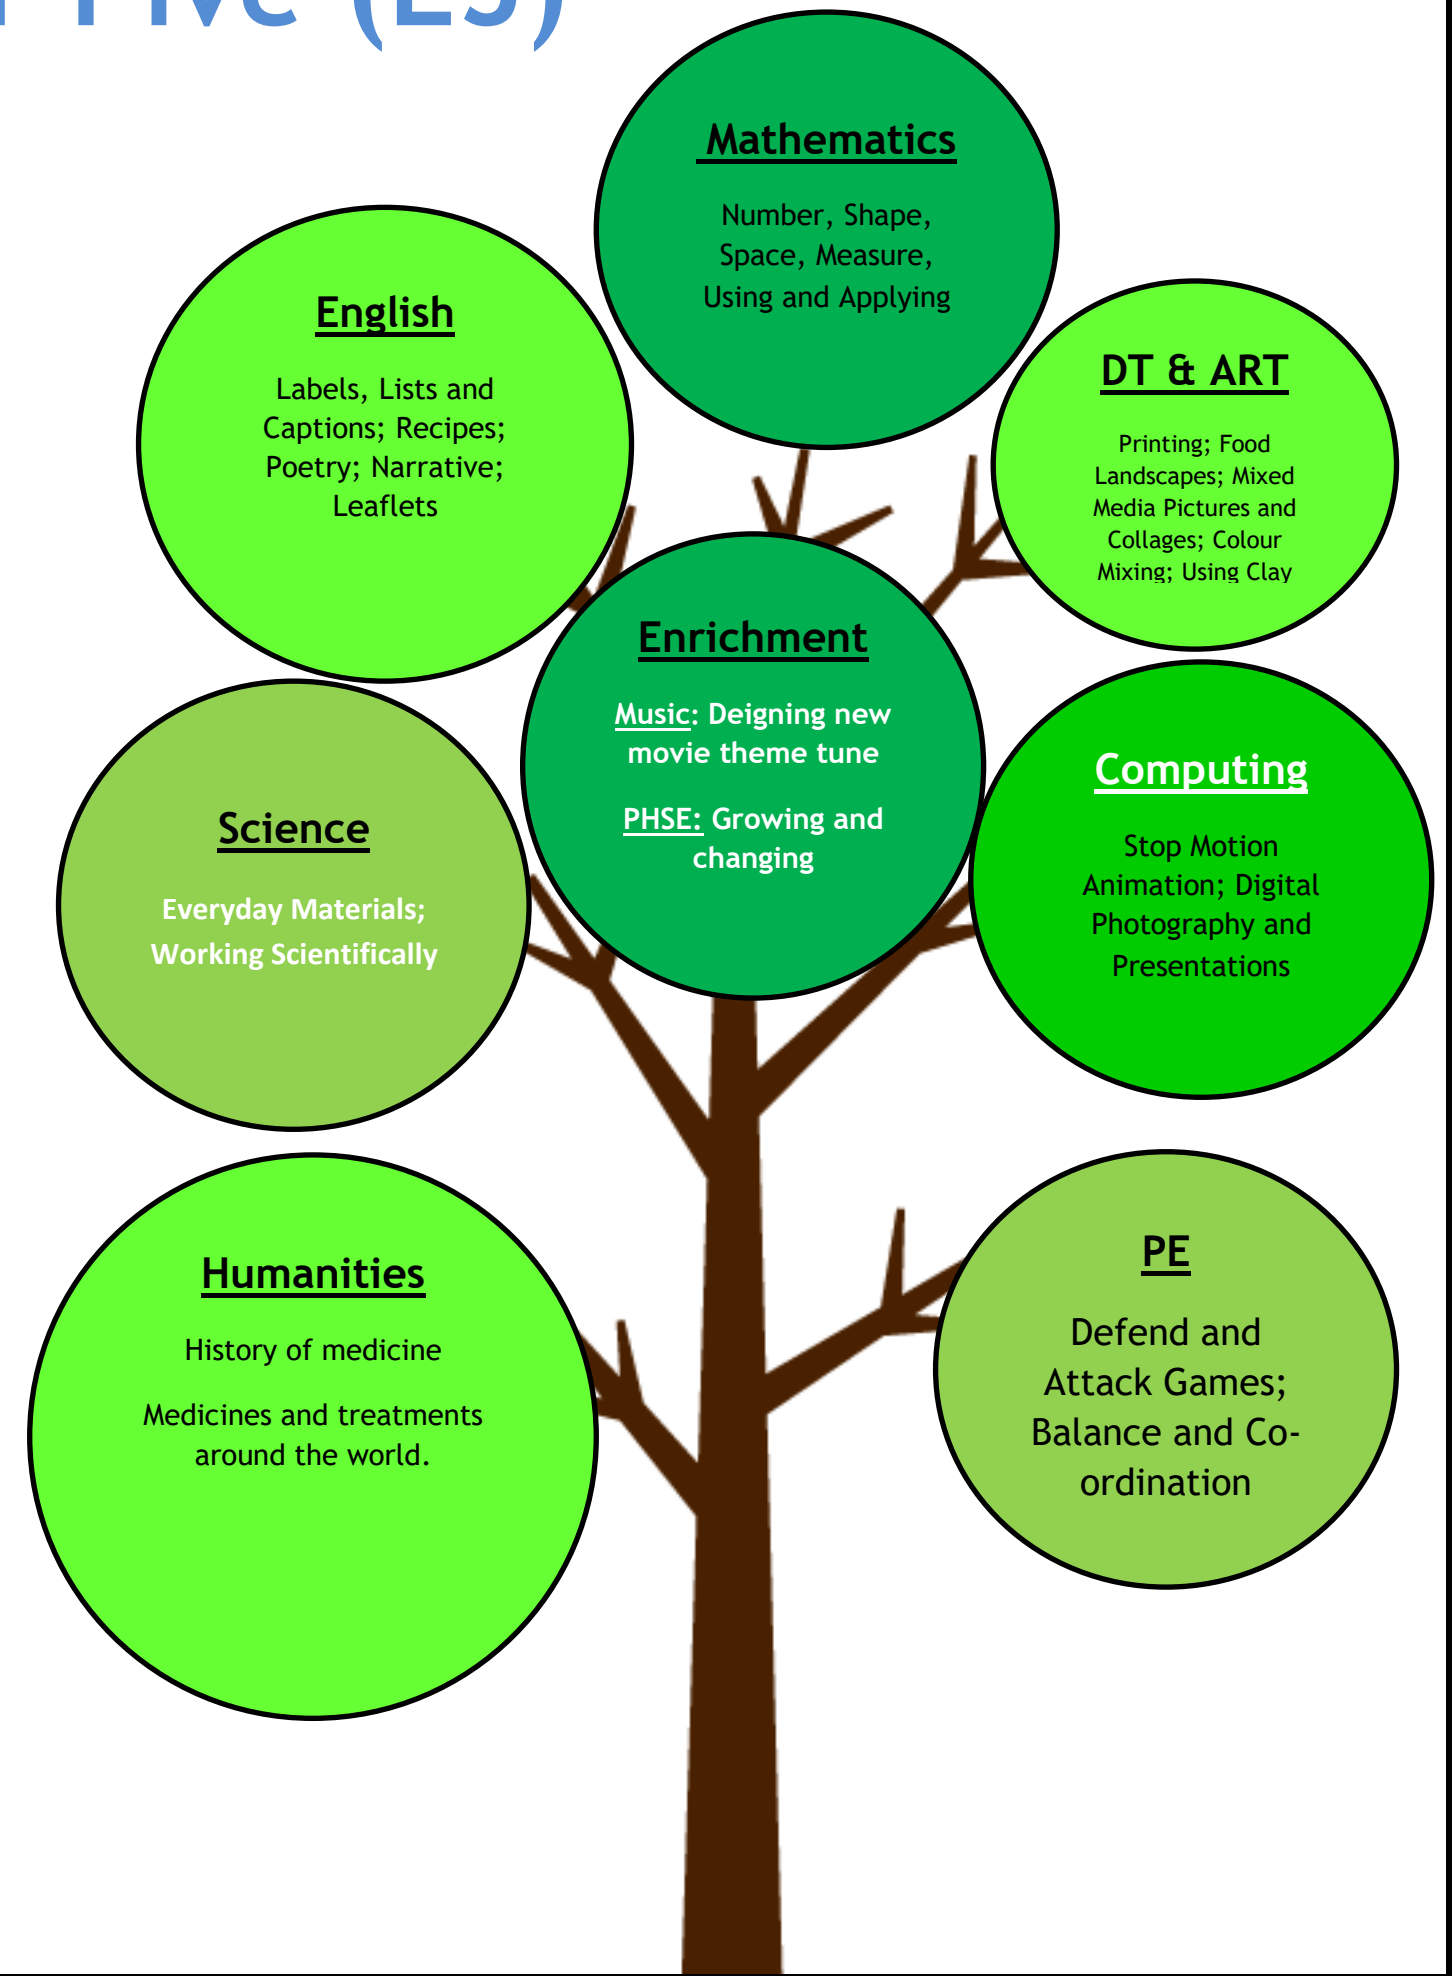 Five (E5)
Mathematics
Number, Shape,
Space, Measure,
Using and Applying
English
Labels, Lists and
Captions; Recipes;
Poetry; Narrative;
Leaflets
DT & ART
Printing; Food
Landscapes; Mixed
Media Pictures and
Collages; Colour
Mixing; Using Clay
Enrichment
Music: Deigning new
movie theme tune
PHSE: Growing and
changing
Computing
Stop Motion
Animation; Digital
Photography and
Presentations
Science
Everyday Materials;
Working Scientifically
Humanities
History of medicine
Medicines and treatments
around the world.
PE
Defend and
Attack Games;
Balance and Co-
ordination